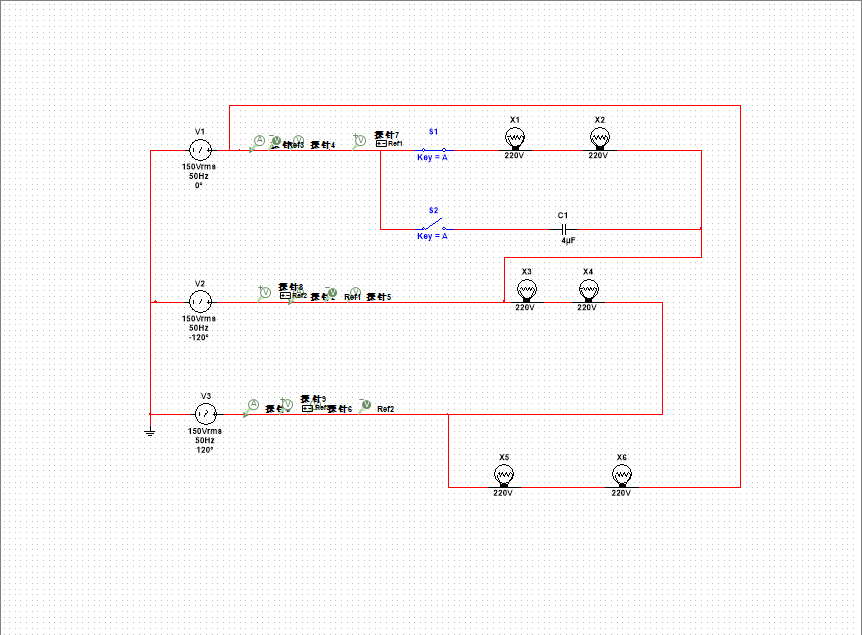 V1
150Vrms
50Hz
0°
Ref3
探针4
探针7
Ref1
S1
Key = A
X1
220V
X2
220V
S2
Key = A
C1
4µF
V2
150Vrms
50Hz
-120°
探针8
Ref2
Ref1
探针5
X3
220V
X4
220V
V3
150Vrms
50Hz
120°
探针9
探针6
Ref2
X5
220V
X6
220V